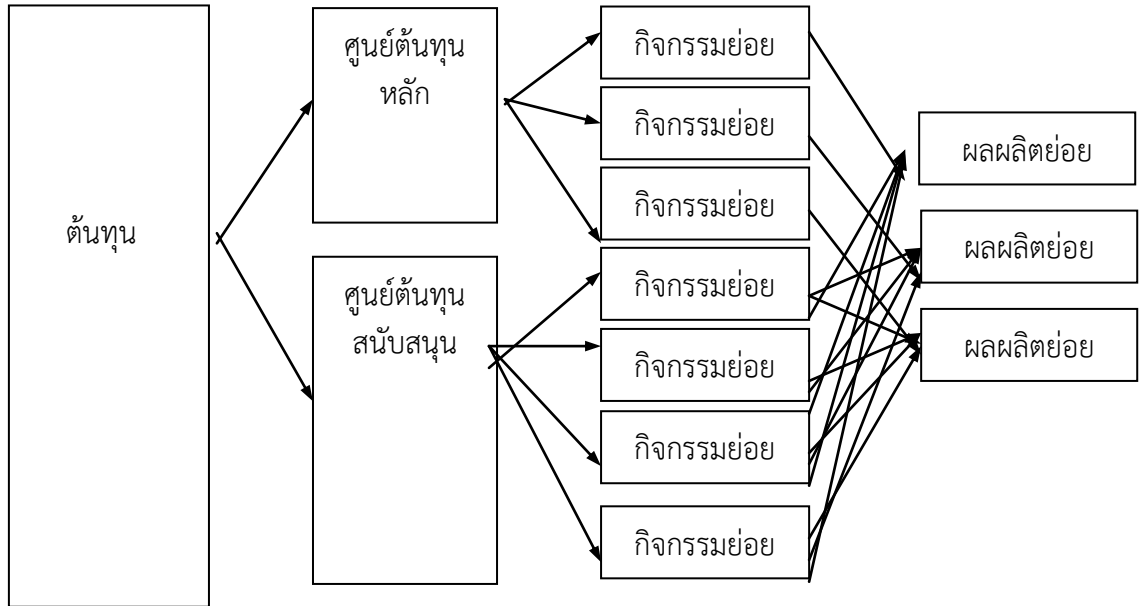 ต้นทุน
ศูนย์ต้นทุน
หลัก
ศูนย์ต้นทุน
สนับสนุน
กิจกรรมย่อย
กิจกรรมย่อย
กิจกรรมย่อย
กิจกรรมย่อย
กิจกรรมย่อย
กิจกรรมย่อย
กิจกรรมย่อย
ผลผลิตย่อย
ผลผลิตย่อย
ผลผลิตย่อย